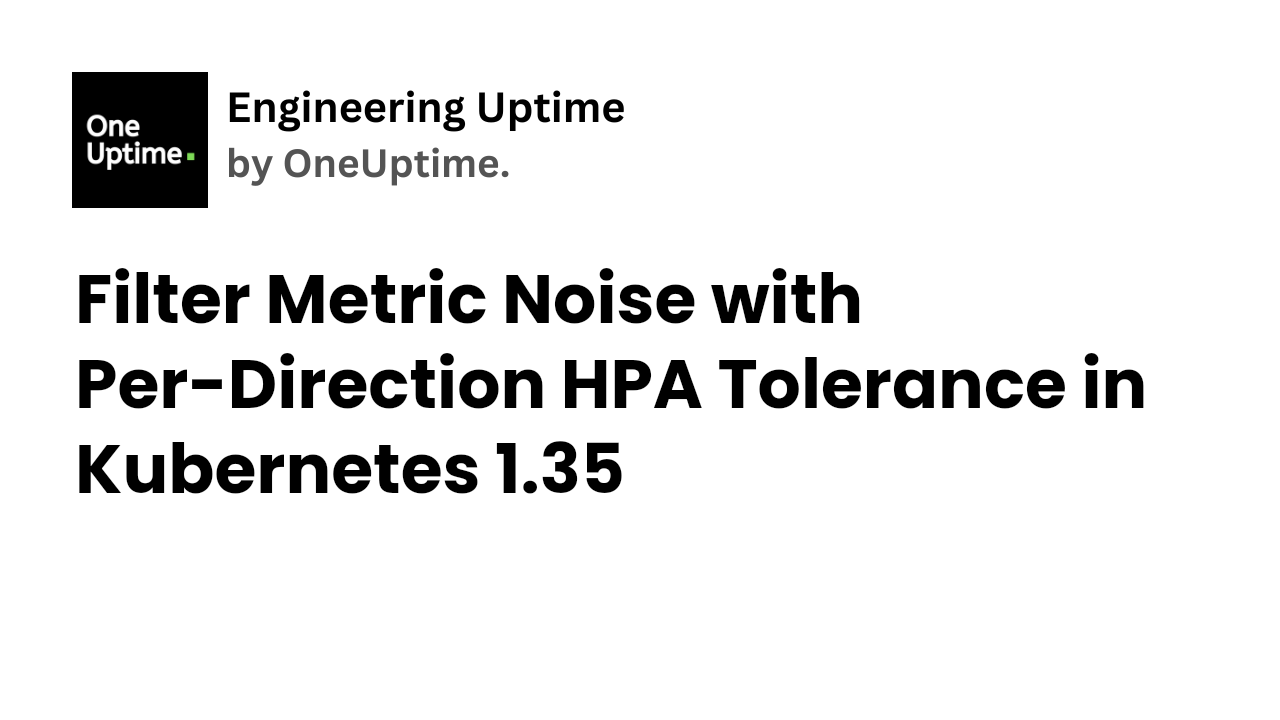 One
Uptime.
Engineering Uptime
by OneUptime.
Filter Metric Noise with
Per-Direction HPA Tolerance in
Kubernetes 1.35